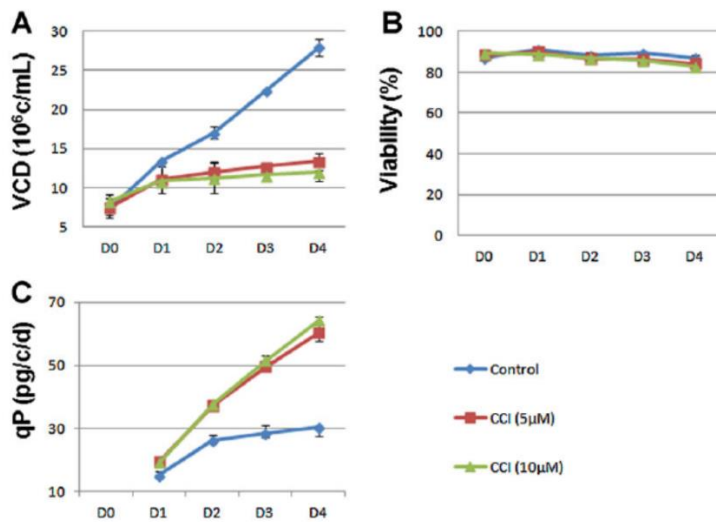 A
VCD (10⁶c/mL)
30
25
20
15
10
5
D0 D1 D2 D3 D4
B
Viability (%)
100
80
60
40
20
0
D0 D1 D2 D3 D4
C
qP (pg/c/d)
70
50
30
10
D0 D1 D2 D3 D4
Control
CCI (5µM)
CCI (10µM)